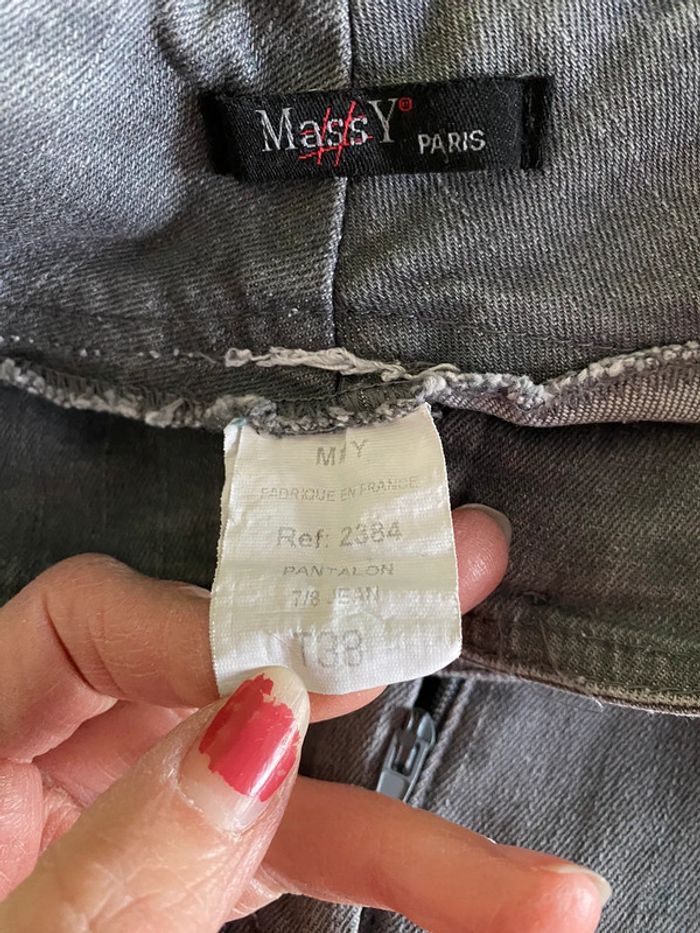 MassY® PARIS
M Y
FABRIQUE EN FRANCE
Ref: 2384
PANTALON
7/8 JEAN
T38